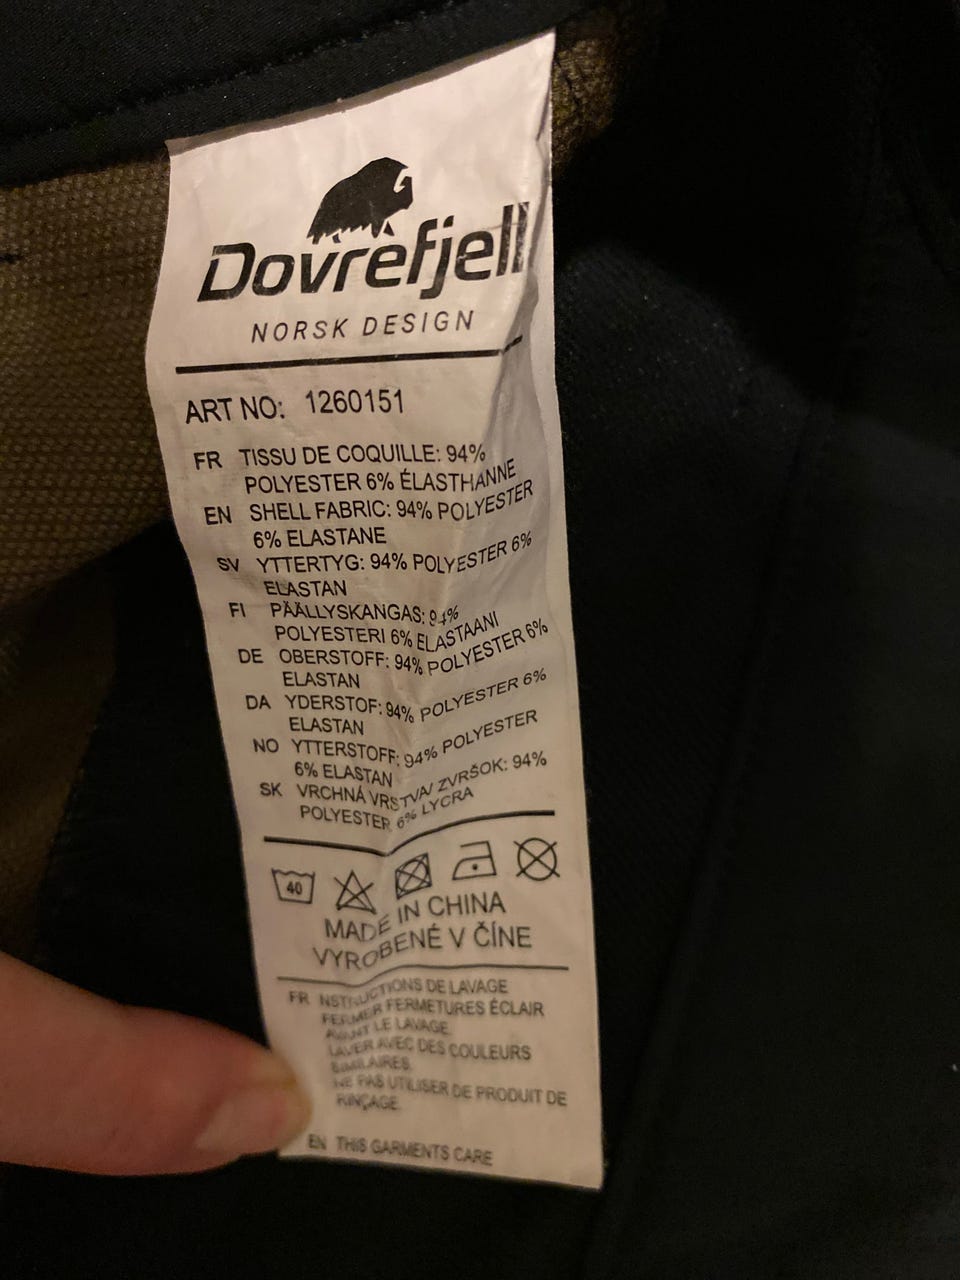 Dovrefjell
NORSK DESIGN
ART NO: 1260151
FR TISSU DE COQUILLE: 94%
POLYESTER 6% ÉLASTHANNE
EN SHELL FABRIC: 94% POLYESTER
6% ELASTANE
SV YTTERTYG: 94% POLYESTER 6%
ELASTAN
FI PÄÄLLYSKANGAS: 94%
POLYESTERI 6% ELASTAANI
DE OBERSTOFF: 94% POLYESTER 6%
ELASTAN
DA YDERSTOF: 94% POLYESTER 6%
ELASTAN
NO YTTERSTOFF: 94% POLYESTER
6% ELASTAN
SK VRCHNÁ VRSTVA/ ZVRŠOK: 94%
POLYESTER 6% LYCRA
40
MADE IN CHINA
VYROBENÉ V ČÍNE
FR NSTRUCTIONS DE LAVAGE
FERMER FERMETURES ÉCLAIR
AVANT LE LAVAGE.
LAVER AVEC DES COULEURS
SIMILAIRES.
NE PAS UTILISER DE PRODUIT DE
RINÇAGE.
EN THIS GARMENTS CARE